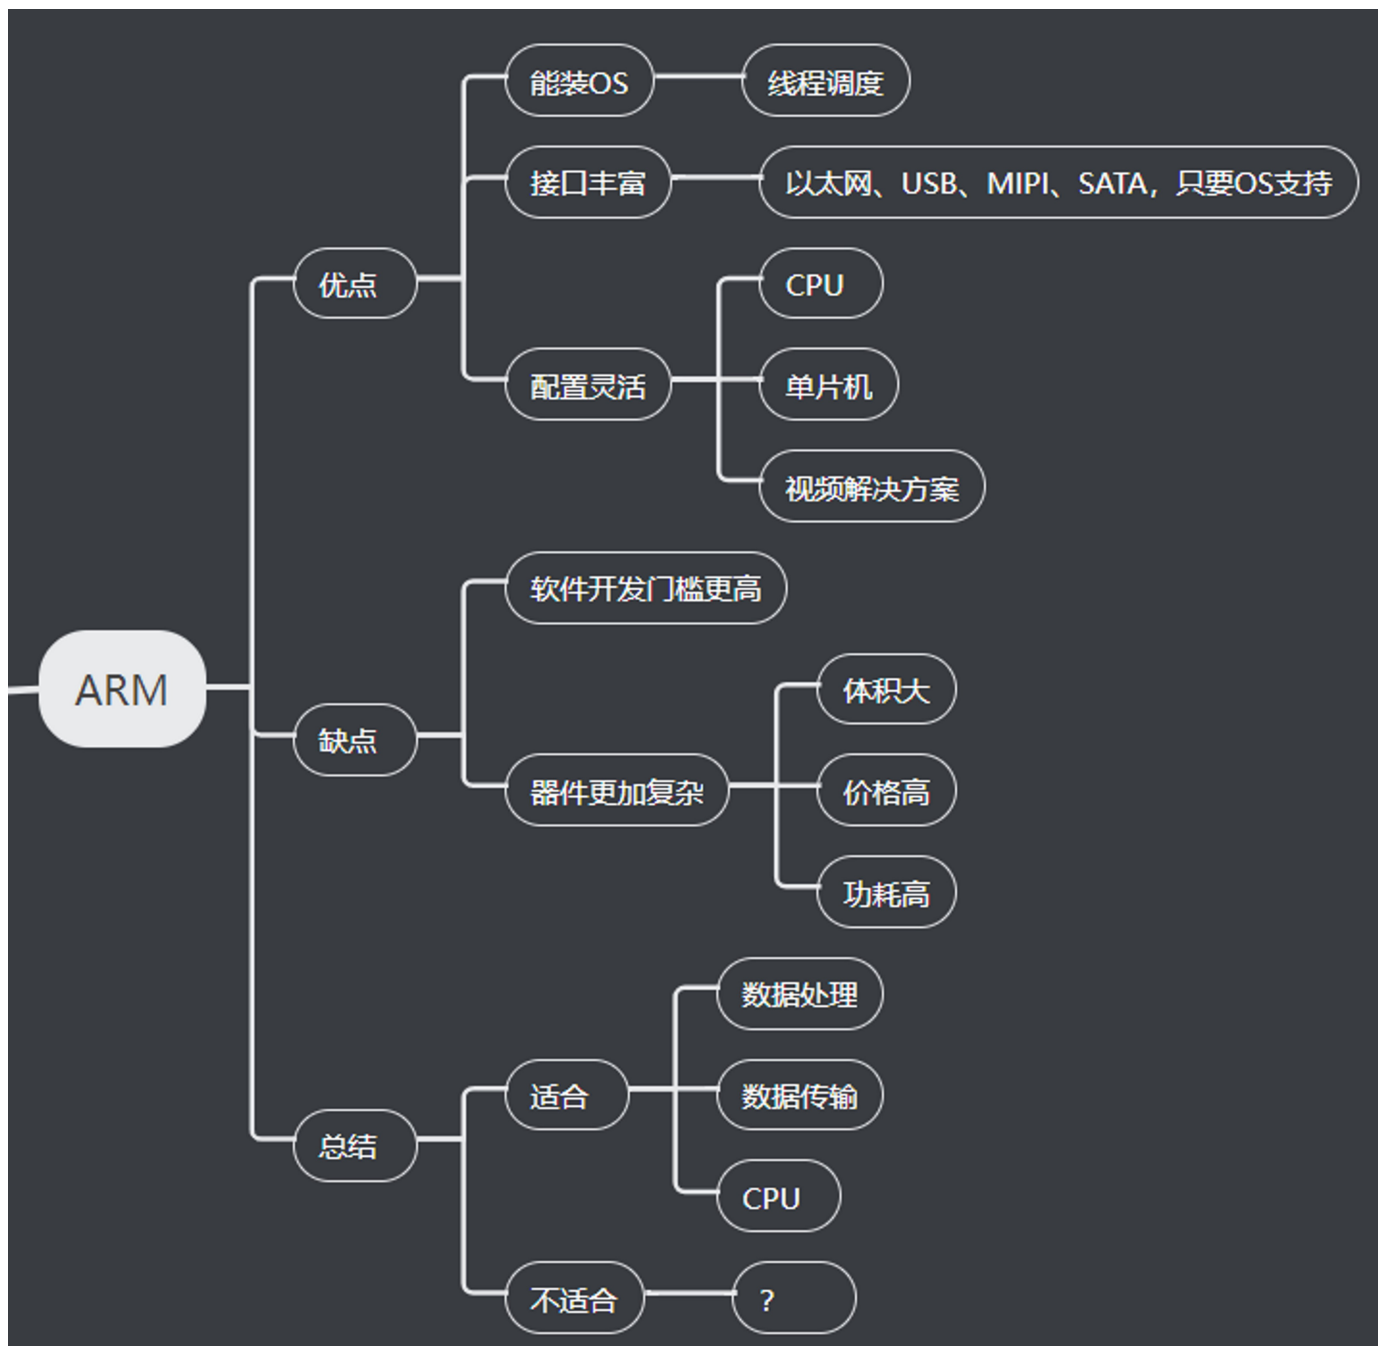 ARM
优点
能装OS
线程调度
接口丰富
以太网、USB、MIPI、SATA，只要OS支持
配置灵活
CPU
单片机
视频解决方案
缺点
软件开发门槛更高
器件更加复杂
体积大
价格高
功耗高
总结
适合
数据处理
数据传输
CPU
不适合
？